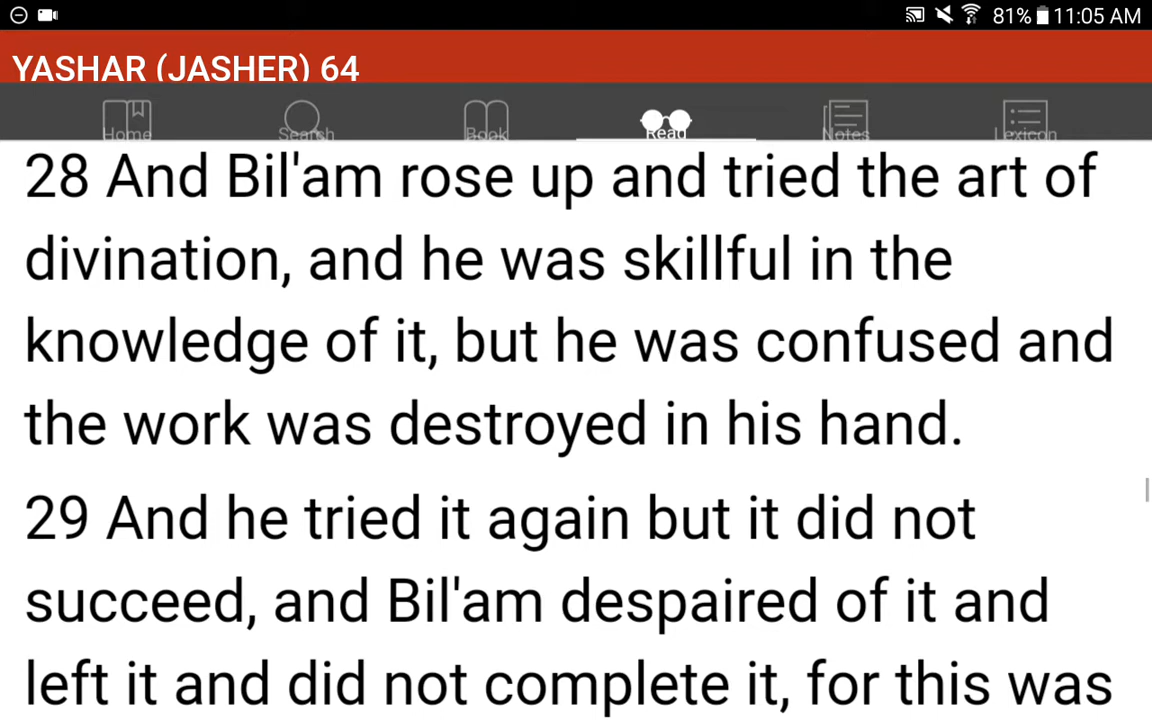 81% 11:05 AM
YASHAR (JASHER) 64
Home Search Book Read Notes Lexicon
28 And Bil'am rose up and tried the art of
divination, and he was skillful in the
knowledge of it, but he was confused and
the work was destroyed in his hand.
29 And he tried it again but it did not
succeed, and Bil'am despaired of it and
left it and did not complete it, for this was